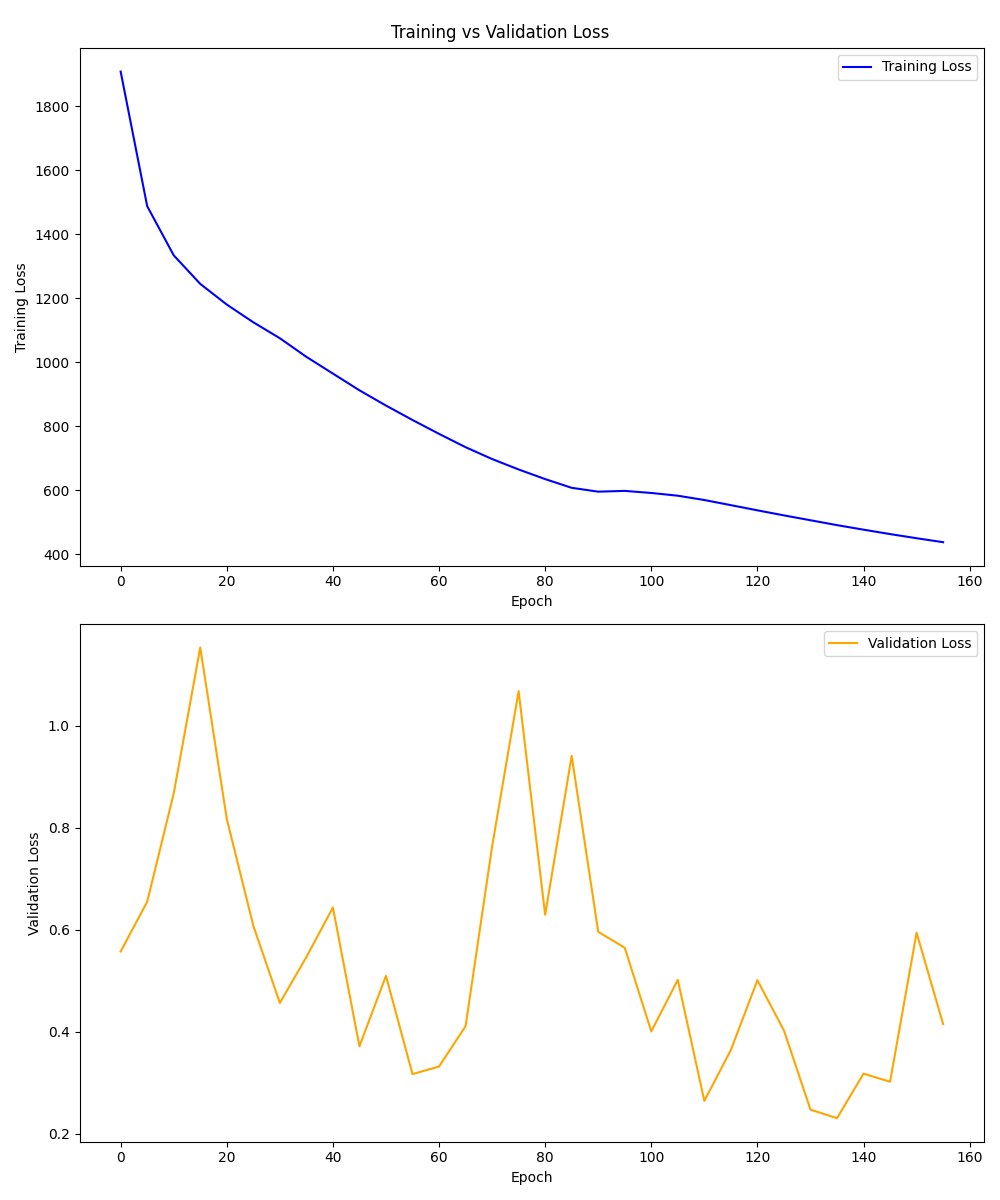 Training vs Validation Loss
Training Loss
Training Loss
1800
1600
1400
1200
1000
800
600
400
0 20 40 60 80 100 120 140 160
Epoch
Validation Loss
Validation Loss
1.0
0.8
0.6
0.4
0.2
0 20 40 60 80 100 120 140 160
Epoch